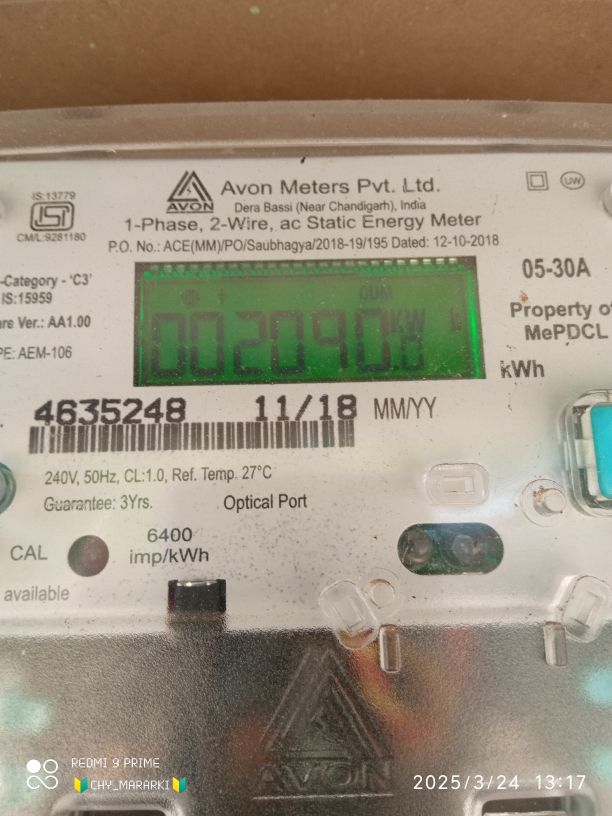 IS:13779
ISI
CM/L:9281180
AVON
Avon Meters Pvt. Ltd.
Dera Bassi (Near Chandigarh), India
UW
1-Phase, 2-Wire, ac Static Energy Meter
P.O. No.: ACE(MM)/PO/Saubhagya/2018-19/195 Dated: 12-10-2018
-Category - 'C3'
IS:15959
are Ver.: AA1.00
PE: AEM-106
CUM
002090.0
KW h
05-30A
Property of
MePDCL
kWh
4635248 11/18 MM/YY
240V, 50Hz, CL:1.0, Ref. Temp. 27°C
Guarantee: 3Yrs. Optical Port
CAL
6400
imp/kWh
available
AVON
REDMI 9 PRIME
🔰CHY_MARARKI🔰
2025/3/24 13:17